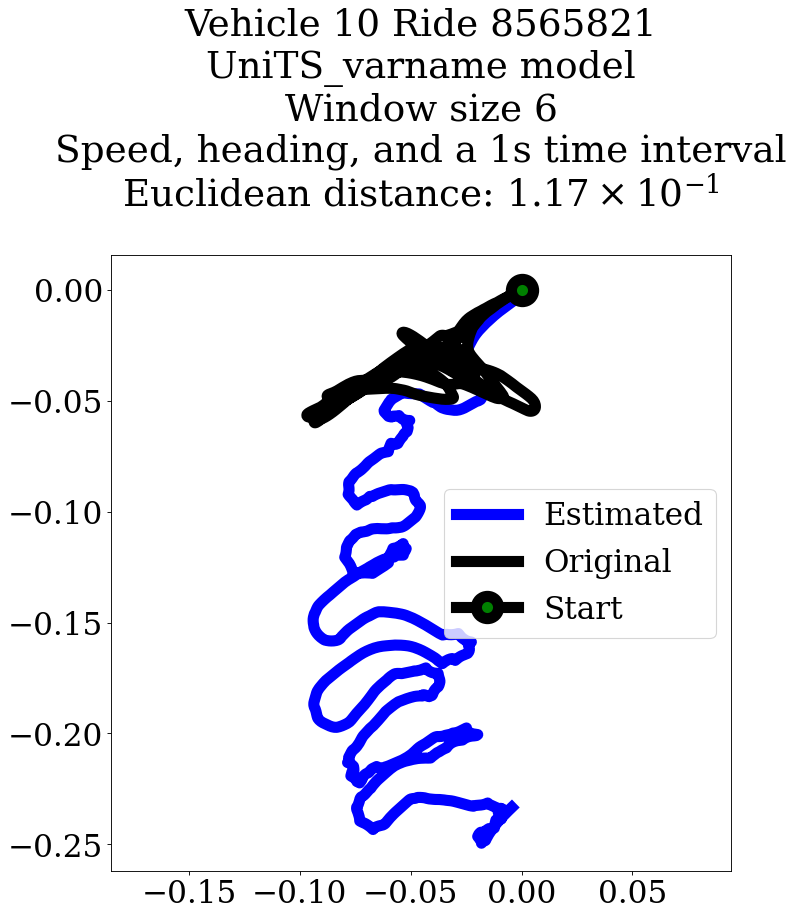 Vehicle 10 Ride 8565821
UniTS_varname model
Window size 6
Speed, heading, and a 1s time interval
Euclidean distance: 1.17 × 10⁻¹
0.00
−0.05
−0.10
−0.15
−0.20
−0.25
Estimated
Original
Start
−0.15 −0.10 −0.05 0.00 0.05